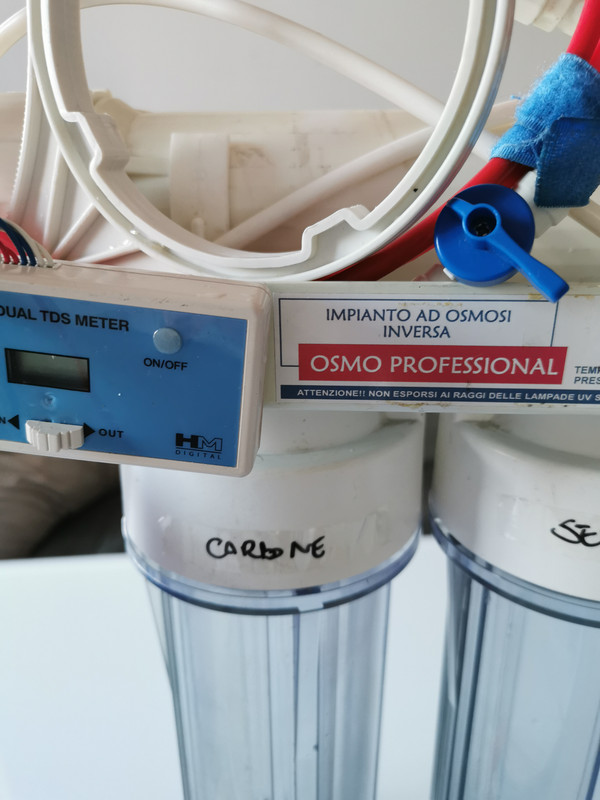 DUAL TDS METER
ON/OFF
OUT
HM
DIGITAL
IMPIANTO AD OSMOSI
INVERSA
OSMO PROFESSIONAL
ATTENZIONE!! NON ESPORSI AI RAGGI DELLE LAMPADE UV
CARBONE